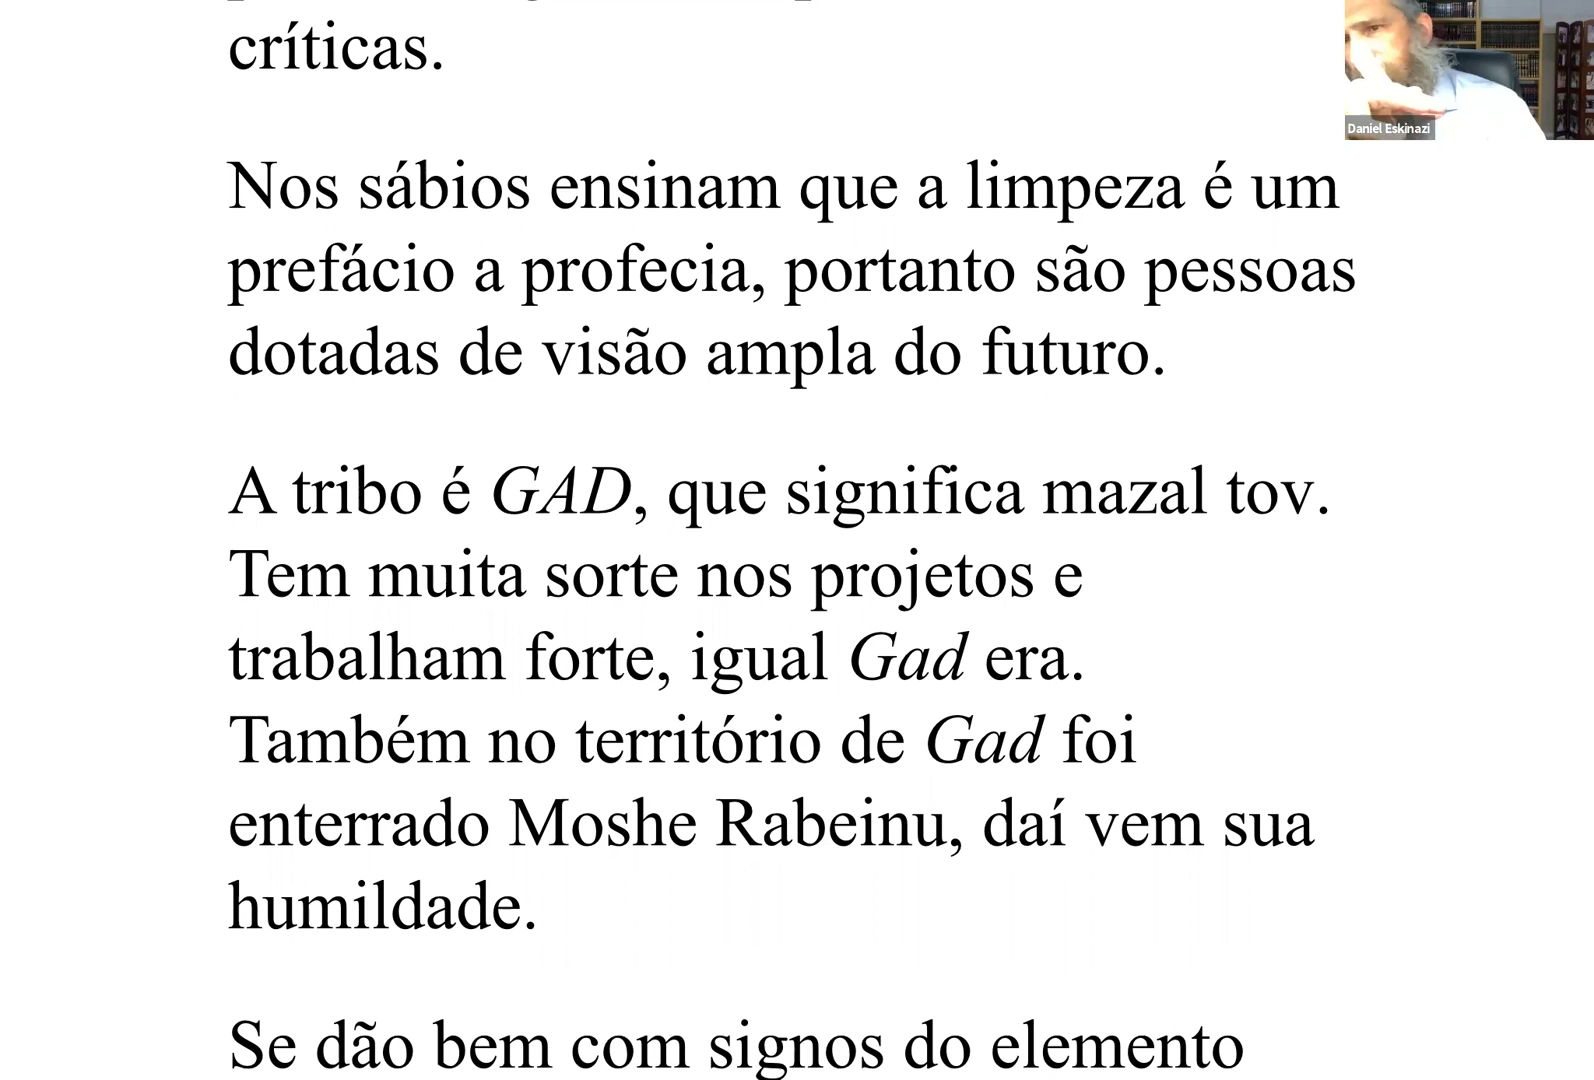 críticas.
Daniel Eskinazi
Nos sábios ensinam que a limpeza é um
prefácio a profecia, portanto são pessoas
dotadas de visão ampla do futuro.
A tribo é GAD, que significa mazal tov.
Tem muita sorte nos projetos e
trabalham forte, igual Gad era.
Também no território de Gad foi
enterrado Moshe Rabeinu, daí vem sua
humildade.
Se dão bem com signos do elemento